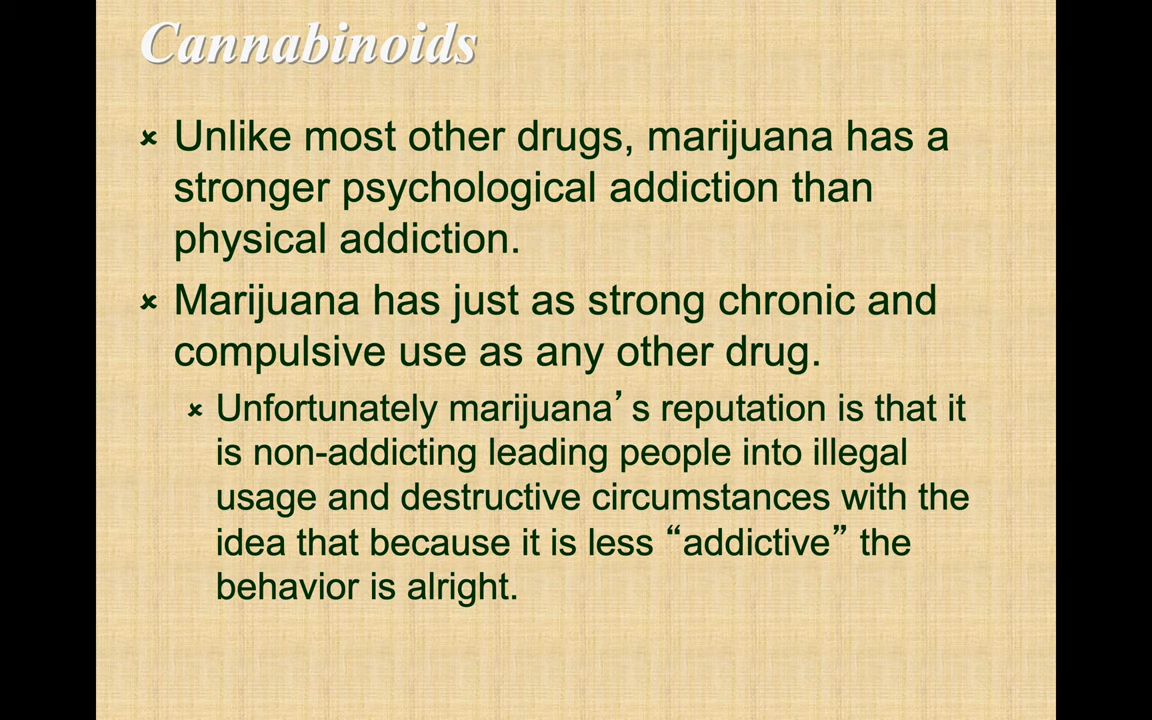 Cannabinoids
Unlike most other drugs, marijuana has a
stronger psychological addiction than
physical addiction.
Marijuana has just as strong chronic and
compulsive use as any other drug.
Unfortunately marijuana’s reputation is that it
is non-addicting leading people into illegal
usage and destructive circumstances with the
idea that because it is less “addictive” the
behavior is alright.